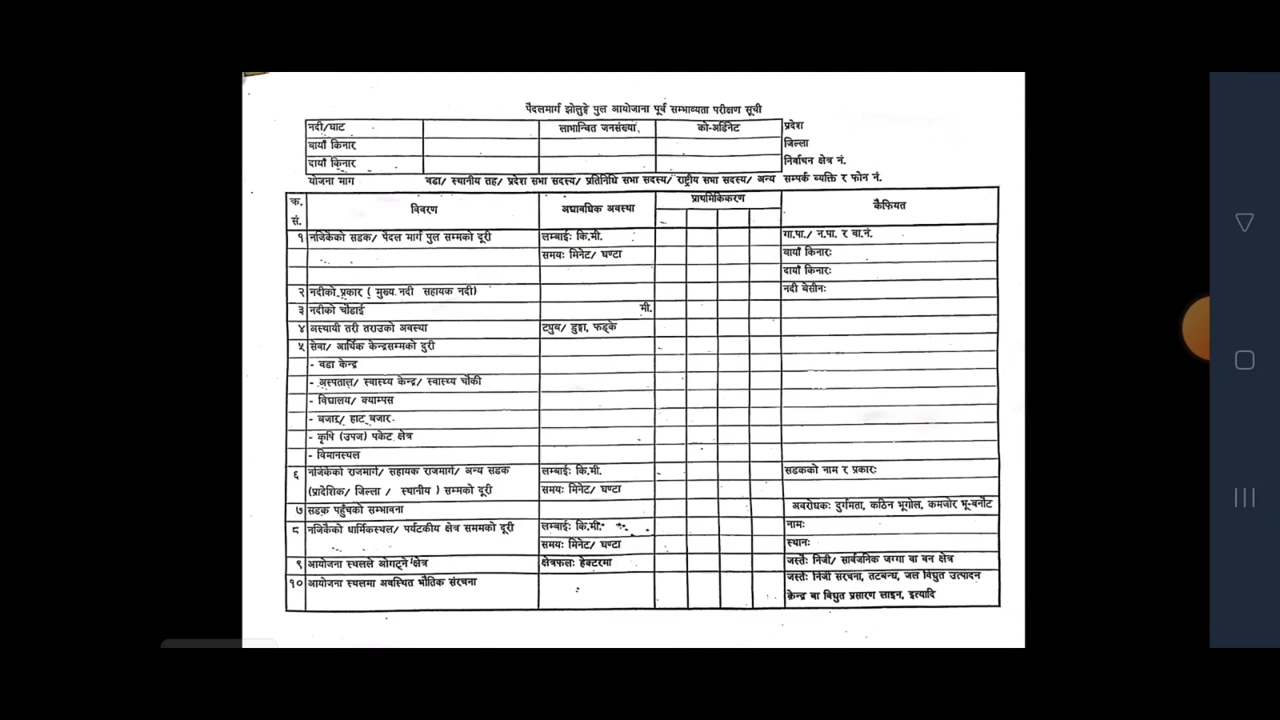 पैदलमार्ग झोलुङ्गे पुल आयोजाना पूर्व सम्भाव्यता परीक्षण सूची
नदी/घाट लाभान्वित जनसंख्या को-अर्डिनेट प्रदेश
बायाँ किनार जिल्ला
दायाँ किनार निर्वाचन क्षेत्र नं.
योजना माग वडा/ स्थानीय तह/ प्रदेश सभा सदस्य/ प्रतिनिधि सभा सदस्य/ राष्ट्रीय सभा सदस्य/ अन्य सम्पर्क ब्यक्ति र फोन नं.
क्र. सं. विवरण अद्यावधिक अवस्था प्राथमिकिकरण कैफियत
१ नजिकैको सडक/ पैदल मार्ग पुल सम्मको दूरी लम्बाईः कि.मी. गा.पा./ न.पा. र वा.नं.
समयः मिनेट/ घण्टा बायाँ किनारः
दायाँ किनारः
२ नदीको प्रकार ( मुख्य नदी सहायक नदी) नदी बेसीनः
३ नदीको चौडाई मी.
४ अस्थायी तरी तराउको अवस्था टपुब/ डुङ्गा, फड्के
५ सेवा/ आर्थिक केन्द्रसम्मको दुरी
- वडा केन्द्र
- अस्पताल/ स्वास्थ्य केन्द्र/ स्वास्थ्य चौकी
- विद्यालय/ क्याम्पस
- बजार/ हाट बजार
- कृषि (उपज) पकेट क्षेत्र
- विमानस्थल
६ नजिकैको राजमार्ग/ सहायक राजमार्ग/ अन्य सडक लम्बाईः कि.मी. सडकको नाम र प्रकारः
(प्रादेशिक/ जिल्ला / स्थानीय ) सम्मको दूरी समयः मिनेट/ घण्टा
७ सडक पहुँचको सम्भावना अवरोधकः दुर्गमता, कठिन भूगोल, कमजोर भू-बनौट
८ नजिकैको धार्मिकस्थल/ पर्यटकीय क्षेत्र सममको दूरी लम्बाईः कि.मी. नामः
समयः मिनेट/ घण्टा स्थानः
९ आयोजना स्थलले ओगट्ने क्षेत्र क्षेत्रफलः हेक्टरमा जस्तैः निजी/ सार्वजनिक जग्गा वा वन क्षेत्र
१० आयोजना स्थलमा अवस्थित भौतिक संरचना जस्तैः निजी संरचना, तटबन्ध, जल विद्युत उत्पादन
केन्द्र वा विद्युत प्रसारण लाइन, इत्यादि